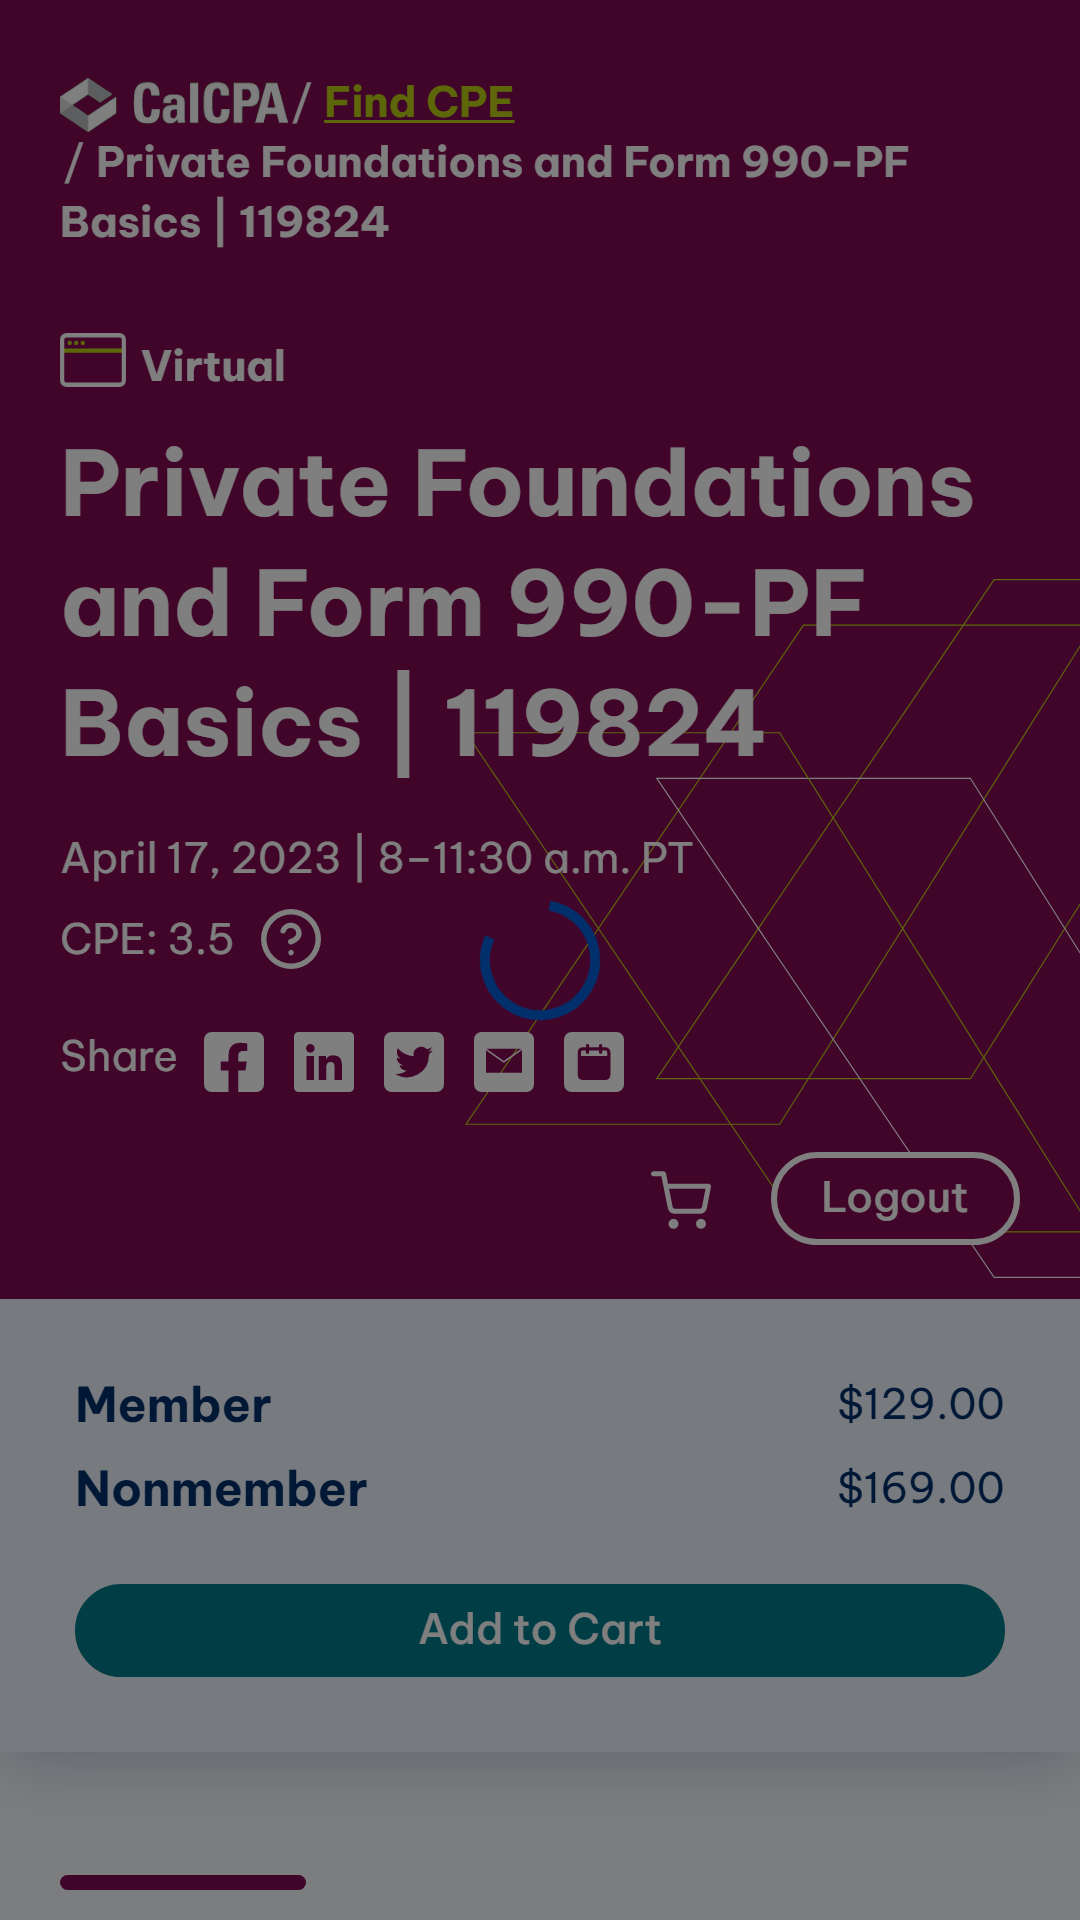 CalCPA / Find CPE
/ Private Foundations and Form 990-PF
Basics | 119824
Virtual
Private Foundations
and Form 990-PF
Basics | 119824
April 17, 2023 | 8–11:30 a.m. PT
CPE: 3.5 ?
Share
Logout
Member $129.00
Nonmember $169.00
Add to Cart